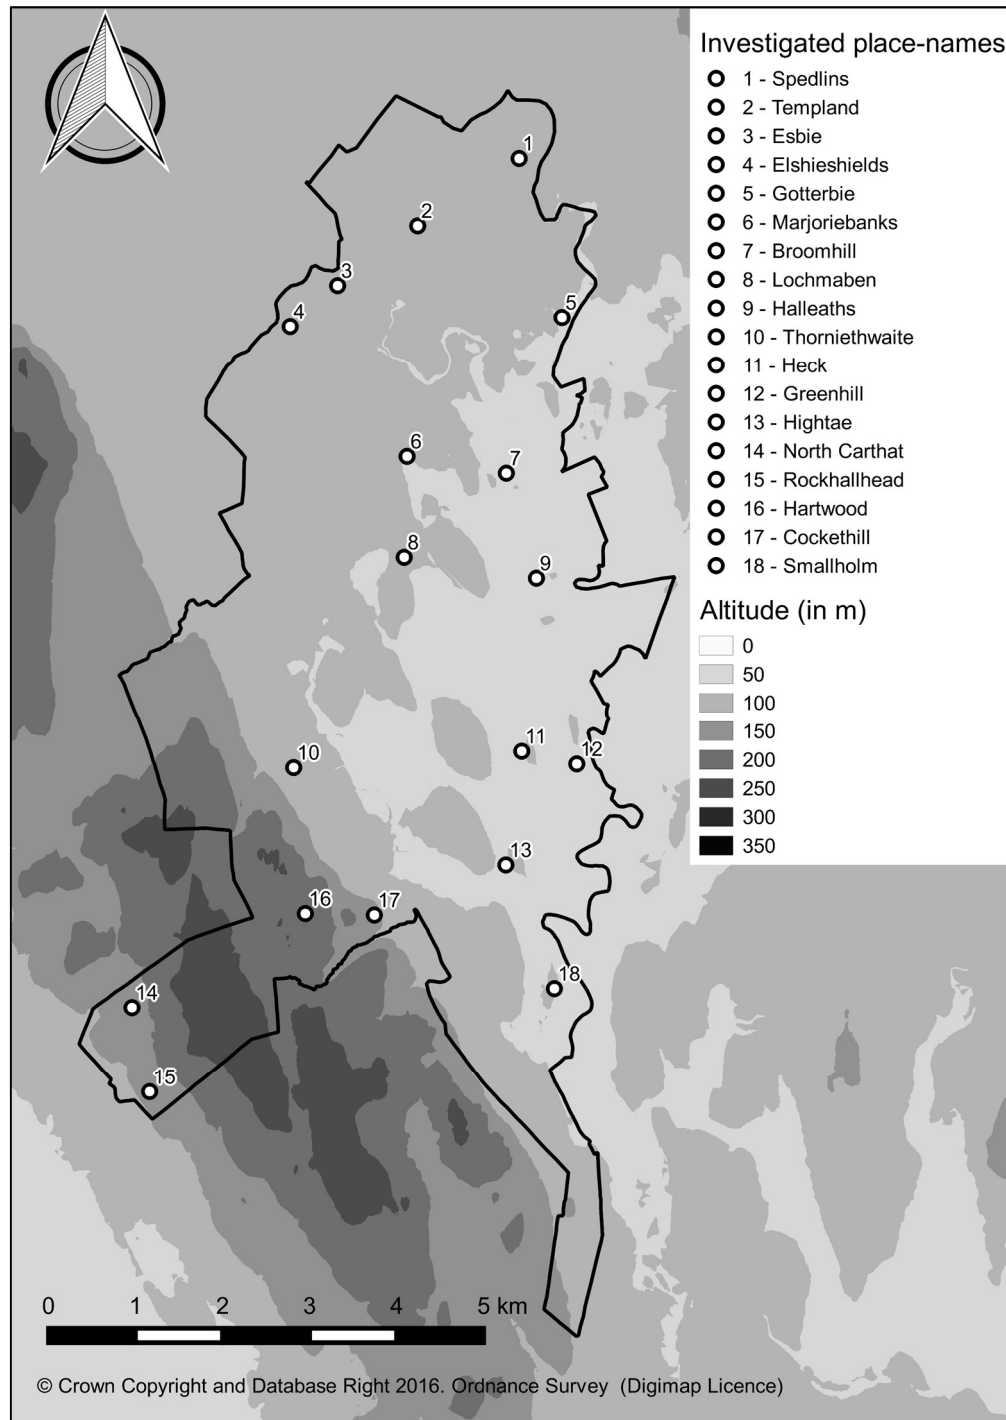 Investigated place-names
1 - Spedlins
2 - Templand
3 - Esbie
4 - Elshieshields
5 - Gotterbie
6 - Marjoriebanks
7 - Broomhill
8 - Lochmaben
9 - Halleaths
10 - Thorniethwaite
11 - Heck
12 - Greenhill
13 - Hightae
14 - North Carthat
15 - Rockhallhead
16 - Hartwood
17 - Cockethill
18 - Smallholm
Altitude (in m)
0
50
100
150
200
250
300
350
1
2
3
4
5
6
7
8
9
10
11
12
13
16
17
18
14
15
0 1 2 3 4 5 km
© Crown Copyright and Database Right 2016. Ordnance Survey (Digimap Licence)